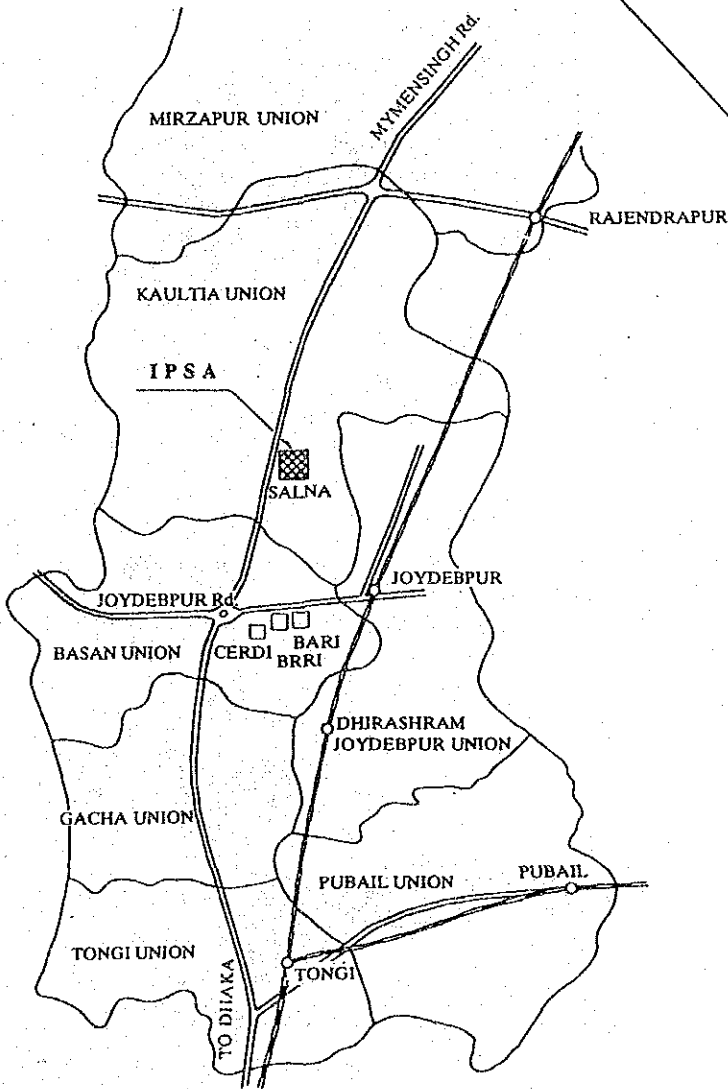 MYMENSINGH Rd.
MIRZAPUR UNION
RAJENDRAPUR
KAULTIA UNION
I P S A
SALNA
JOYDEBPUR
JOYDEBPUR Rd.
BASAN UNION
CERDI
BARI
BRRI
DHIRASHRAM
JOYDEBPUR UNION
GACHA UNION
PUBAIL UNION
PUBAIL
TONGI UNION
TONGI
TO DHAKA